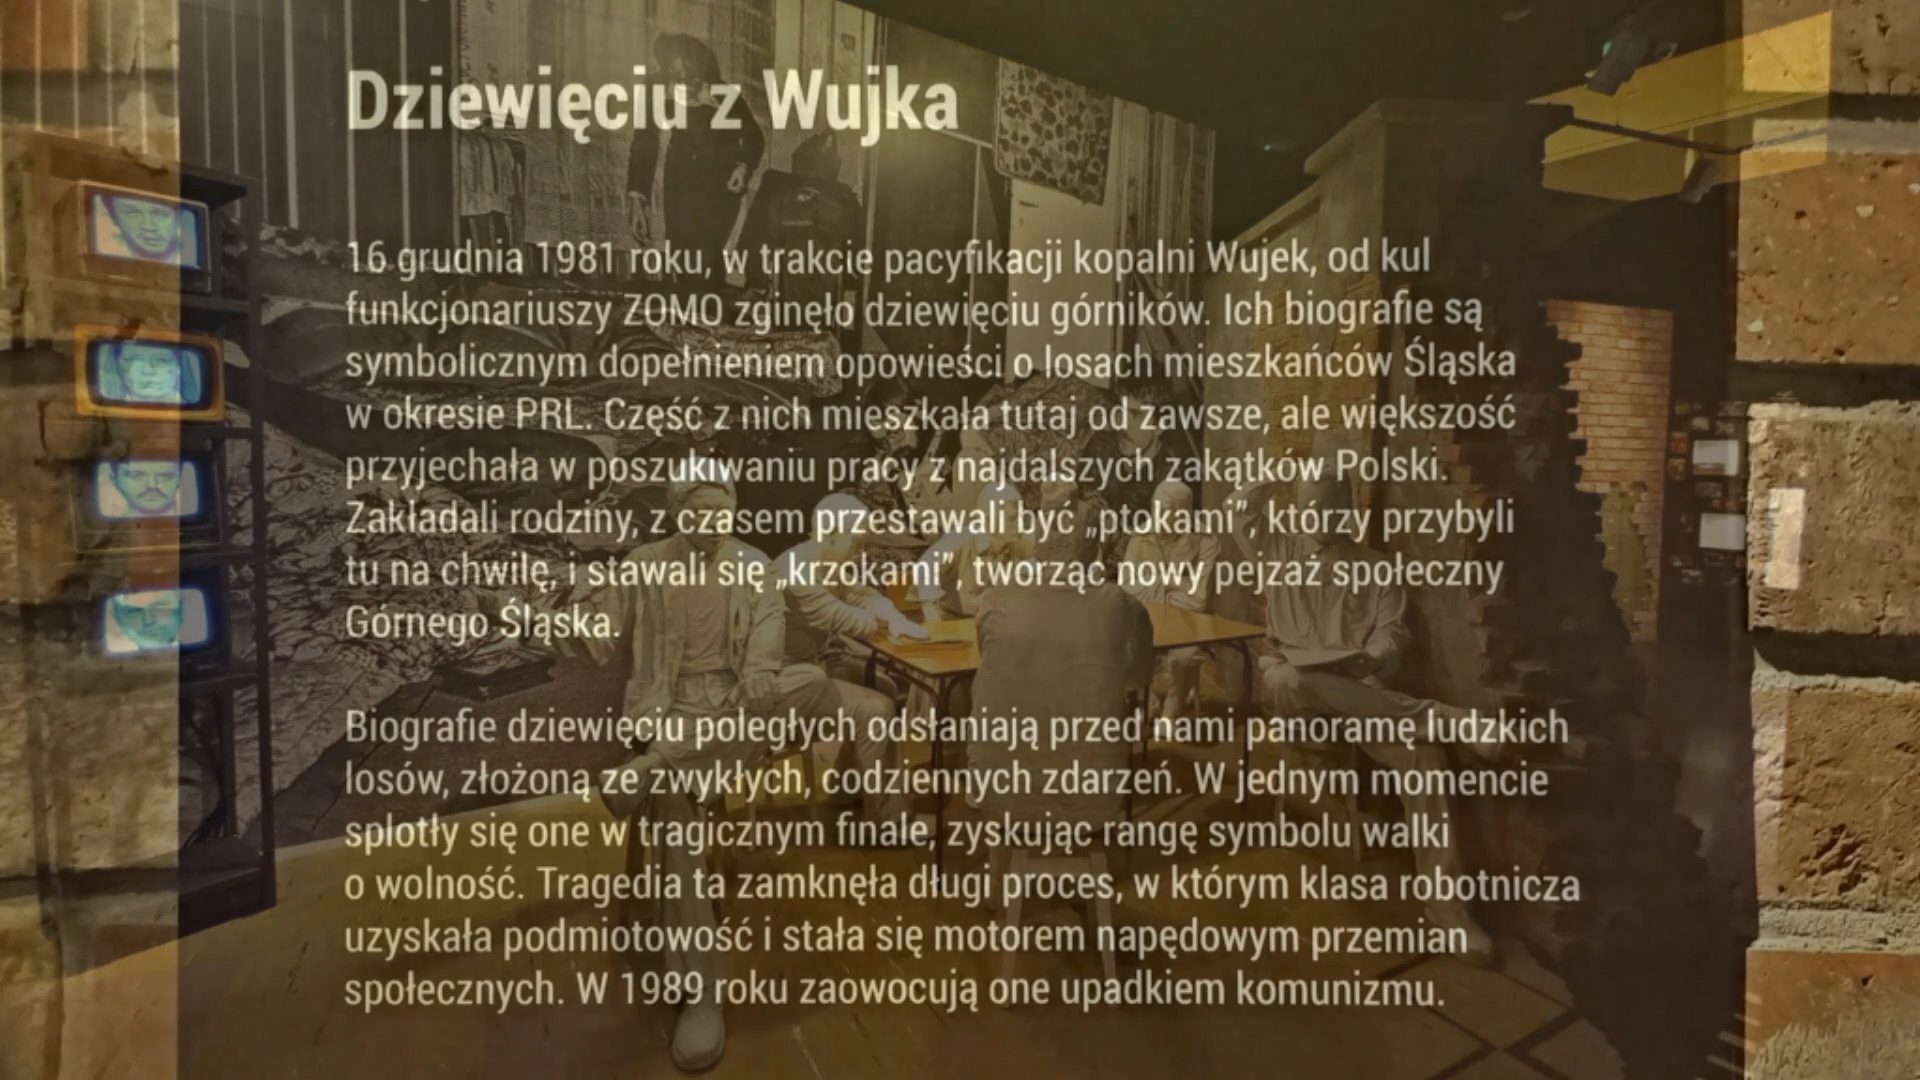 Dziewięciu z Wujka
16 grudnia 1981 roku, w trakcie pacyfikacji kopalni Wujek, od kul
funkcjonariuszy ZOMO zginęło dziewięciu górników. Ich biografie są
symbolicznym dopełnieniem opowieści o losach mieszkańców Śląska
w okresie PRL. Część z nich mieszkała tutaj od zawsze, ale większość
przyjechała w poszukiwaniu pracy z najdalszych zakątków Polski.
Zakładali rodziny, z czasem przestawali być „ptokami”, którzy przybyli
tu na chwilę, i stawali się „krzokami”, tworząc nowy pejzaż społeczny
Górnego Śląska.
Biografie dziewięciu poległych odsłaniają przed nami panoramę ludzkich
losów, złożoną ze zwykłych, codziennych zdarzeń. W jednym momencie
splotły się one w tragicznym finale, zyskując rangę symbolu walki
o wolność. Tragedia ta zamknęła długi proces, w którym klasa robotnicza
uzyskała podmiotowość i stała się motorem napędowym przemian
społecznych. W 1989 roku zaowocują one upadkiem komunizmu.